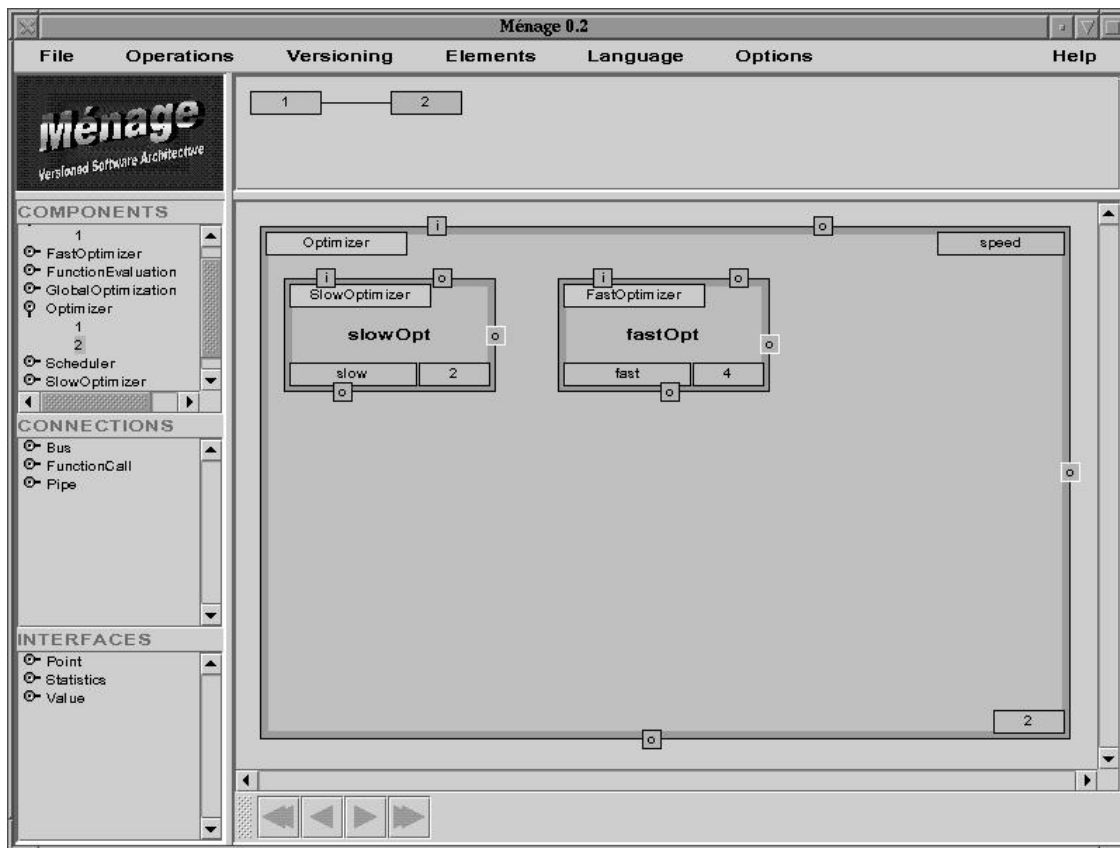 Ménage 0.2
File Operations Versioning Elements Language Options Help
Ménage
Versioned Software Architecture
1 2
COMPONENTS
1
FastOptimizer
FunctionEvaluation
GlobalOptimization
Optimizer
1
2
Scheduler
SlowOptimizer
CONNECTIONS
Bus
FunctionCall
Pipe
INTERFACES
Point
Statistics
Value
i o
Optimizer speed
i o i o
SlowOptimizer FastOptimizer
slowOpt o fastOpt o
slow 2 fast 4
o o
o
2
o